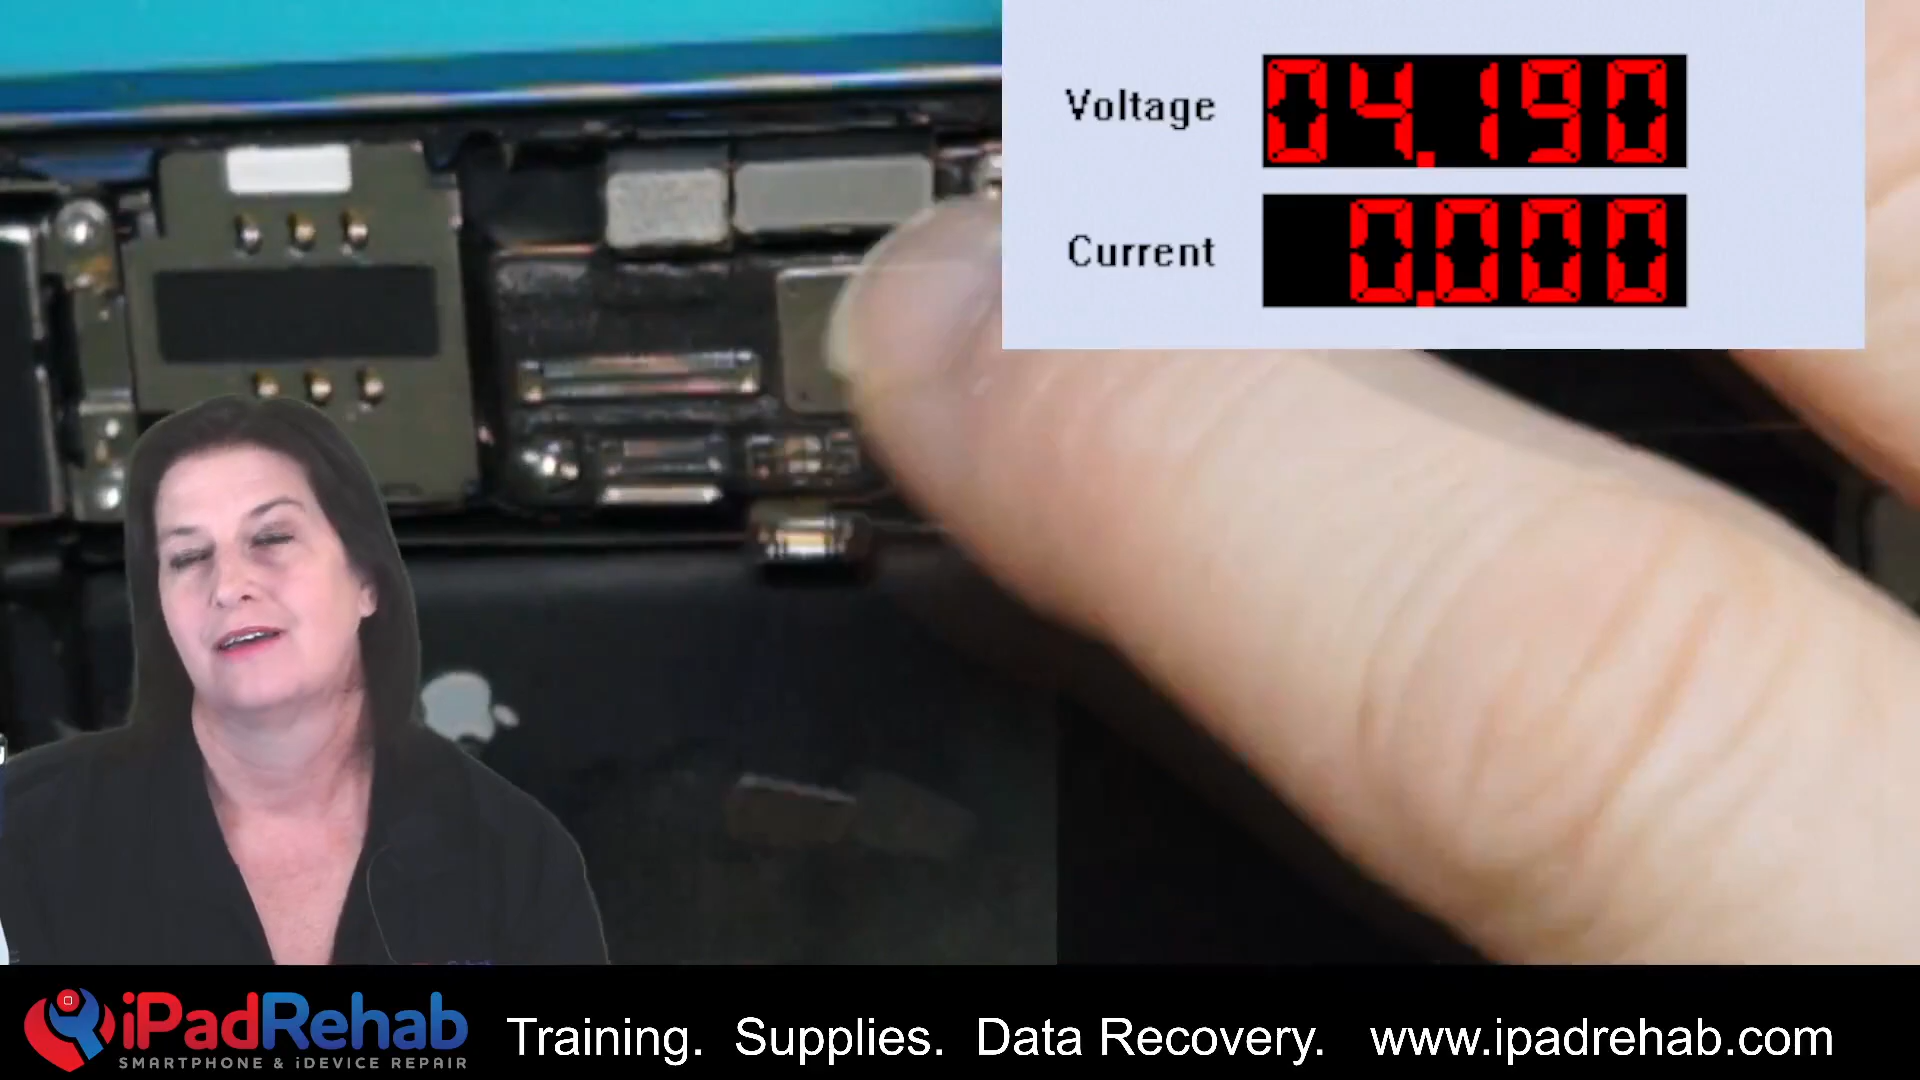 Voltage 04.190
Current 0.000
iPadRehab
SMARTPHONE & iDEVICE REPAIR
Training. Supplies. Data Recovery. www.ipadrehab.com